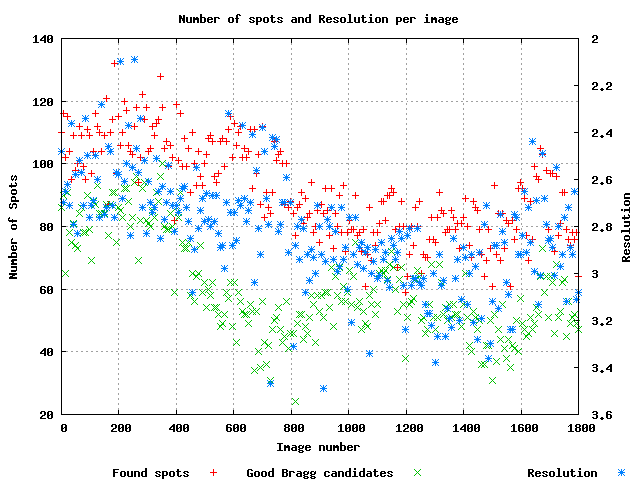 Number of spots and Resolution per image
140
120
100
80
60
40
20
Number of Spots
2
2.2
2.4
2.6
2.8
3
3.2
3.4
3.6
Resolution
0 200 400 600 800 1000 1200 1400 1600 1800
Image number
Found spots Good Bragg candidates Resolution